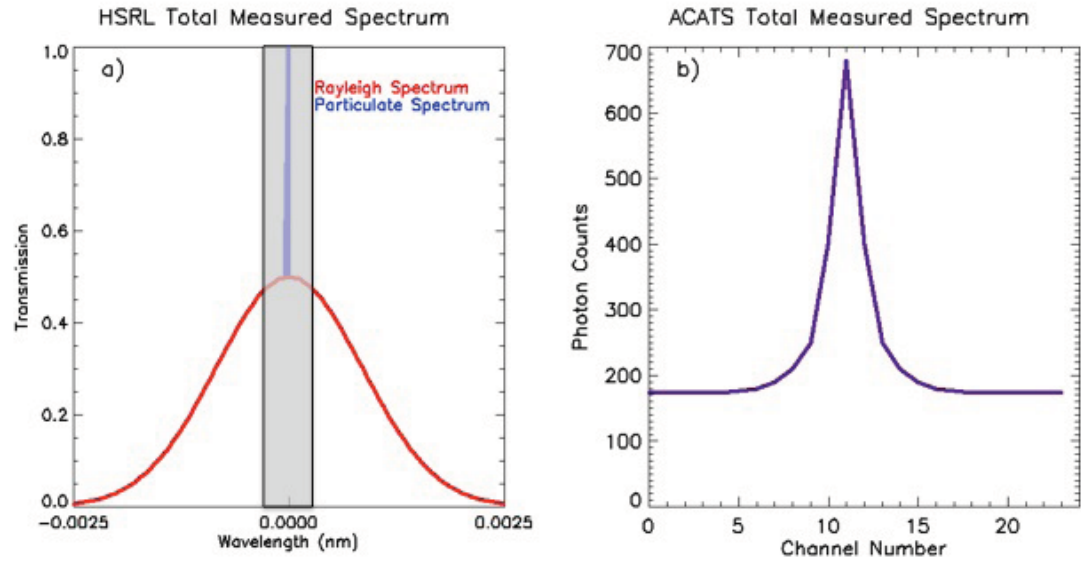 HSRL Total Measured Spectrum
a)
Rayleigh Spectrum
Particulate Spectrum
1.0
0.8
0.6
0.4
0.2
0.0
Transmission
-0.0025 0.0000 0.0025
Wavelength (nm)
ACATS Total Measured Spectrum
b)
700
600
500
400
300
200
100
0
Photon Counts
0 5 10 15 20
Channel Number